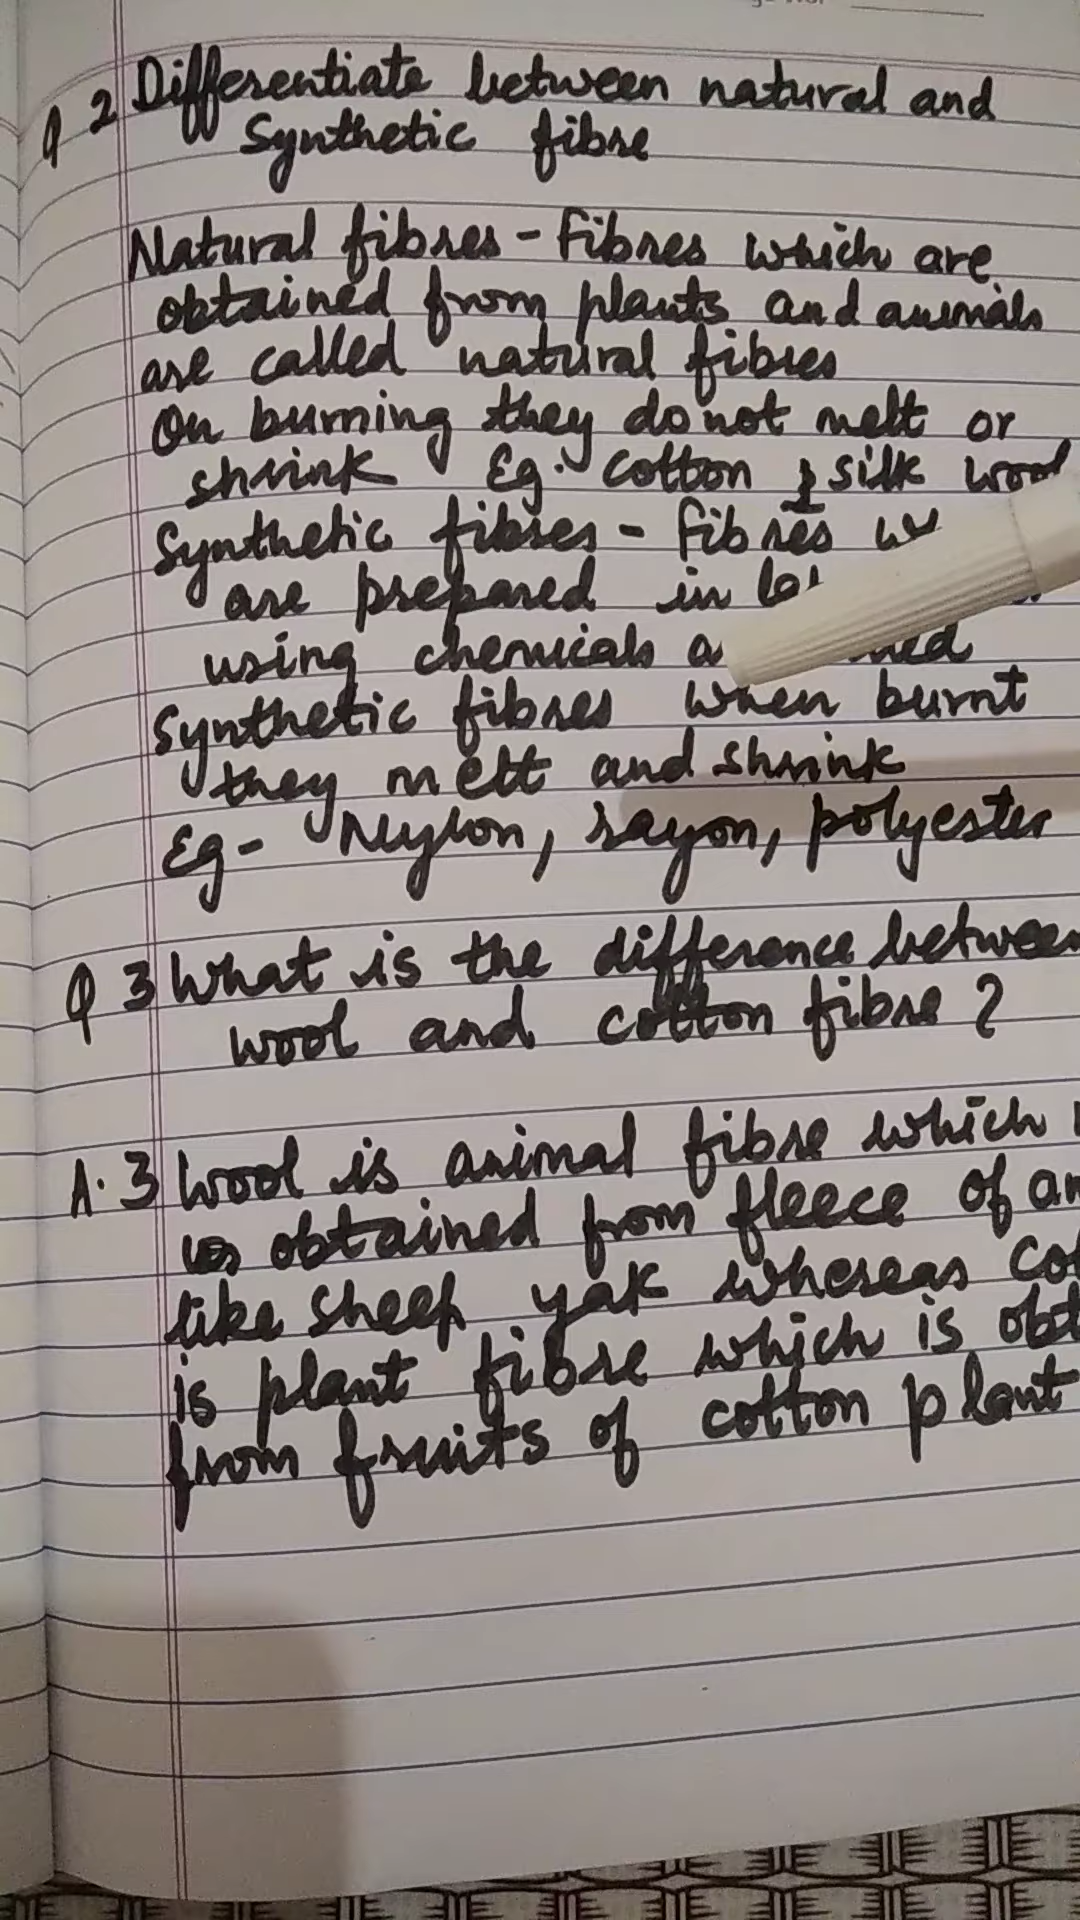 Q 2 Differentiate between natural and
synthetic fibre
Natural fibres - fibres which are
obtained from plants and animals
are called natural fibres
On burning they do not melt or
shrink Eg. cotton, silk wool
Synthetic fibres - fibres
are prepared in
using chemicals
Synthetic fibres when burnt
they melt and shrink
Eg- Nylon, rayon, polyester
Q 3 What is the difference between
wool and cotton fibre ?
A. 3 Wool is animal fibre which
is obtained from fleece of
like sheep yak whereas
is plant fibre which is
from fruits of cotton plant